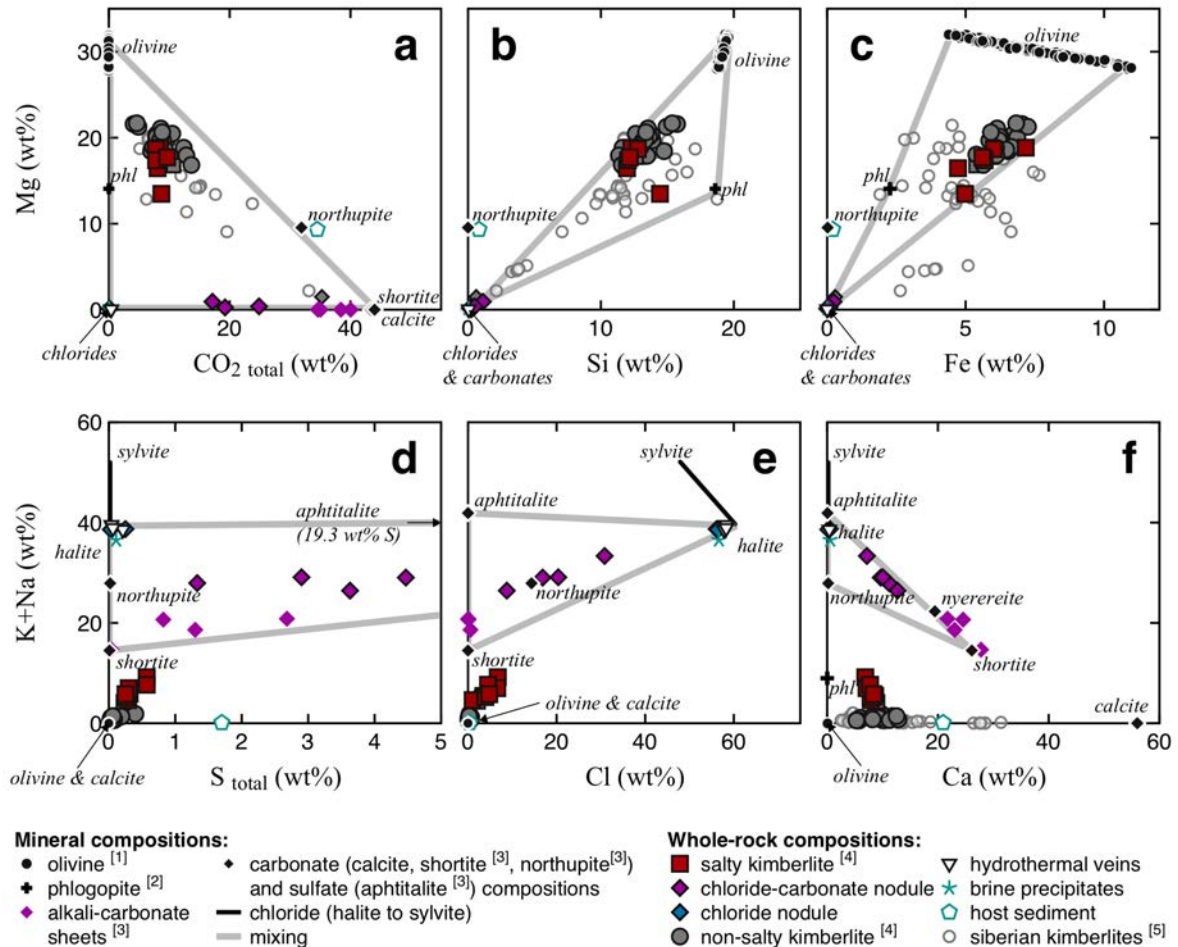 a
b
c
30
20
10
0
Mg (wt%)
olivine
phl
northupite
shortite
calcite
chlorides
0
20
40
CO2 total (wt%)
olivine
phl
northupite
chlorides
& carbonates
0
10
20
Si (wt%)
olivine
phl
northupite
chlorides
& carbonates
0
5
10
Fe (wt%)
d
e
f
60
40
20
0
K+Na (wt%)
sylvite
aphtitalite
(19.3 wt% S)
halite
northupite
shortite
olivine & calcite
0
1
2
3
4
5
S total (wt%)
sylvite
aphtitalite
halite
northupite
shortite
olivine & calcite
0
20
40
60
Cl (wt%)
sylvite
aphtitalite
halite
northupite
nyerereite
shortite
phl
calcite
olivine
0
20
40
60
Ca (wt%)
Mineral compositions:
olivine [1]
phlogopite [2]
alkali-carbonate
sheets [3]
carbonate (calcite, shortite [3], northupite[3])
and sulfate (aphtitalite [3]) compositions
chloride (halite to sylvite)
mixing
Whole-rock compositions:
salty kimberlite [4]
chloride-carbonate nodule
chloride nodule
non-salty kimberlite [4]
hydrothermal veins
brine precipitates
host sediment
siberian kimberlites [5]